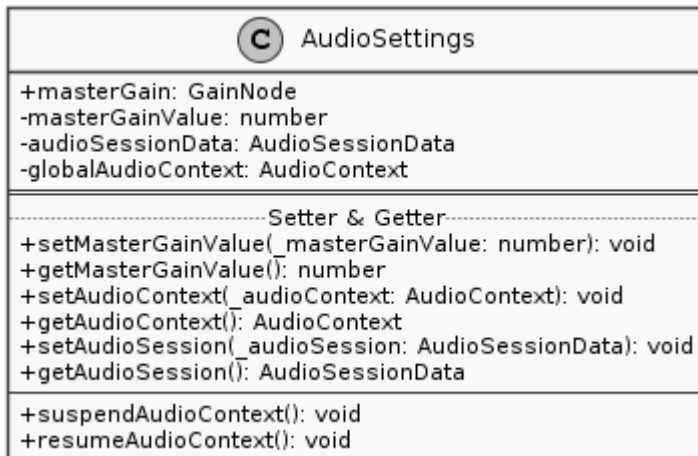 C AudioSettings
+masterGain: GainNode
-masterGainValue: number
-audioSessionData: AudioSessionData
-globalAudioContext: AudioContext
Setter & Getter
+setMasterGainValue(_masterGainValue: number): void
+getMasterGainValue(): number
+setAudioContext(_audioContext: AudioContext): void
+getAudioContext(): AudioContext
+setAudioSession(_audioSession: AudioSessionData): void
+getAudioSession(): AudioSessionData
+suspendAudioContext(): void
+resumeAudioContext(): void